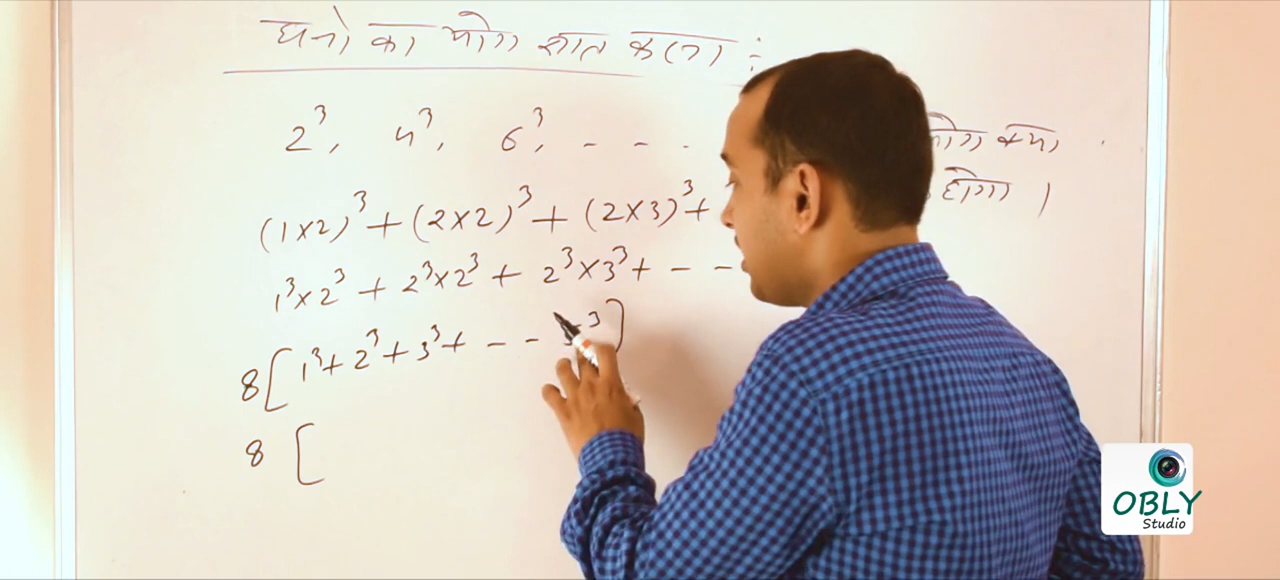 घनो का योग ज्ञात करना :
2³, 4³, 6³, - - .
योग क्या
(1×2)³ + (2×2)³ + (2×3)³ +
होगा ।
1³×2³ + 2³×2³ + 2³×3³ + - -
8[1³+2³+3³+ - - ³]
8 [
OBLY
Studio